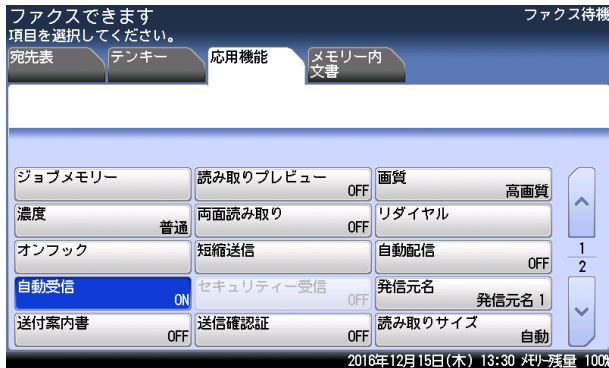 ファクスできます ファクス待機
項目を選択してください。
宛先表 テンキー 応用機能 メモリー内
文書
ジョブメモリー 読み取りプレビュー OFF 画質 高画質
濃度 普通 両面読み取り OFF リダイヤル
オンフック 短縮送信 自動配信 OFF
1
2
自動受信 ON セキュリティー受信 OFF 発信元名 発信元名 1
送付案内書 OFF 送信確認証 OFF 読み取りサイズ 自動
2016年12月15日(木) 13:30 ﾒﾓﾘｰ残量 100%